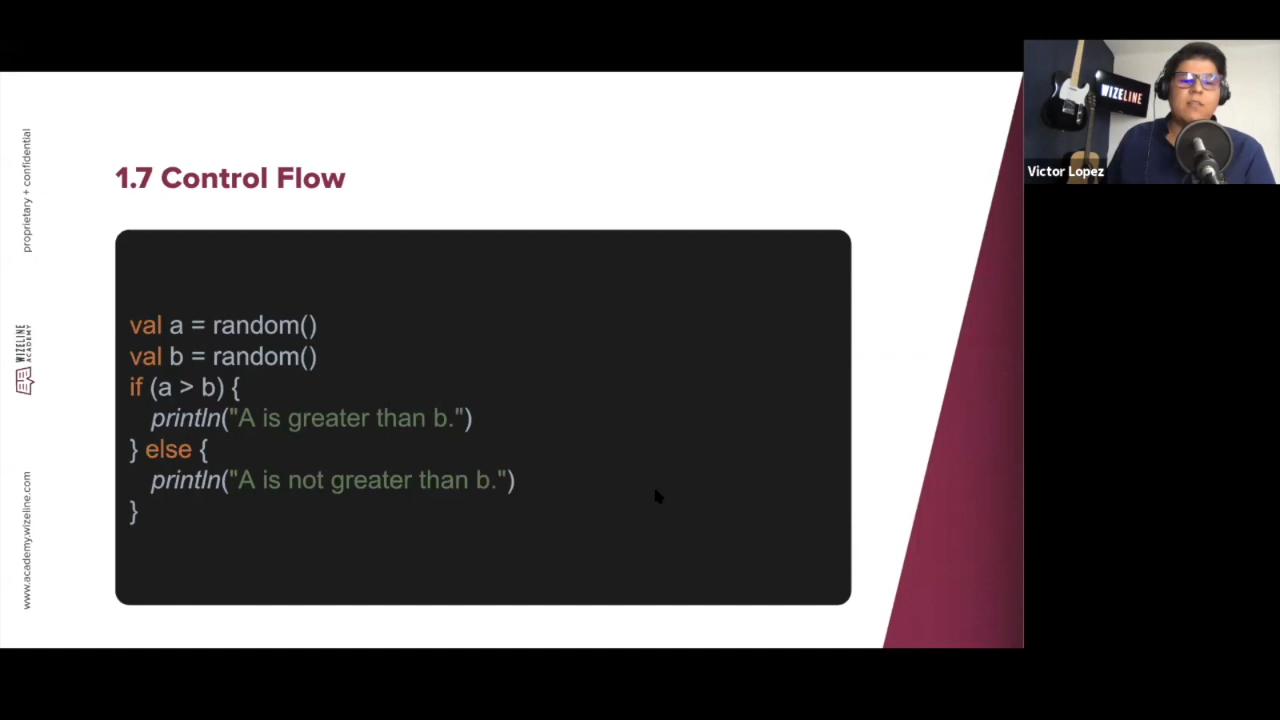 proprietary + confidential
WIZELINE
ACADEMY
www.academy.wizeline.com
1.7 Control Flow
val a = random()
val b = random()
if (a > b) {
println("A is greater than b.")
} else {
println("A is not greater than b.")
}
WIZELINE
Victor Lopez